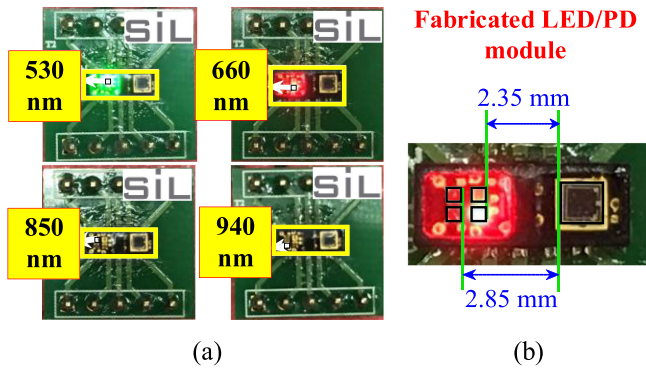 SiL
SiL
530
nm
660
nm
SiL
SiL
850
nm
940
nm
(a)
Fabricated LED/PD
module
2.35 mm
2.85 mm
(b)